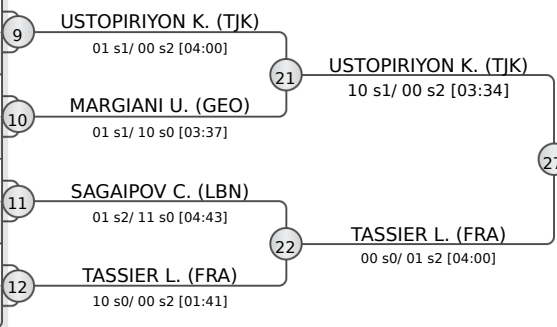 9
USTOPIRIYON K. (TJK)
01 s1/ 00 s2 [04:00]
21
USTOPIRIYON K. (TJK)
10 s1/ 00 s2 [03:34]
10
MARGIANI U. (GEO)
01 s1/ 10 s0 [03:37]
27
11
SAGAIPOV C. (LBN)
01 s2/ 11 s0 [04:43]
22
TASSIER L. (FRA)
00 s0/ 01 s2 [04:00]
12
TASSIER L. (FRA)
10 s0/ 00 s2 [01:41]